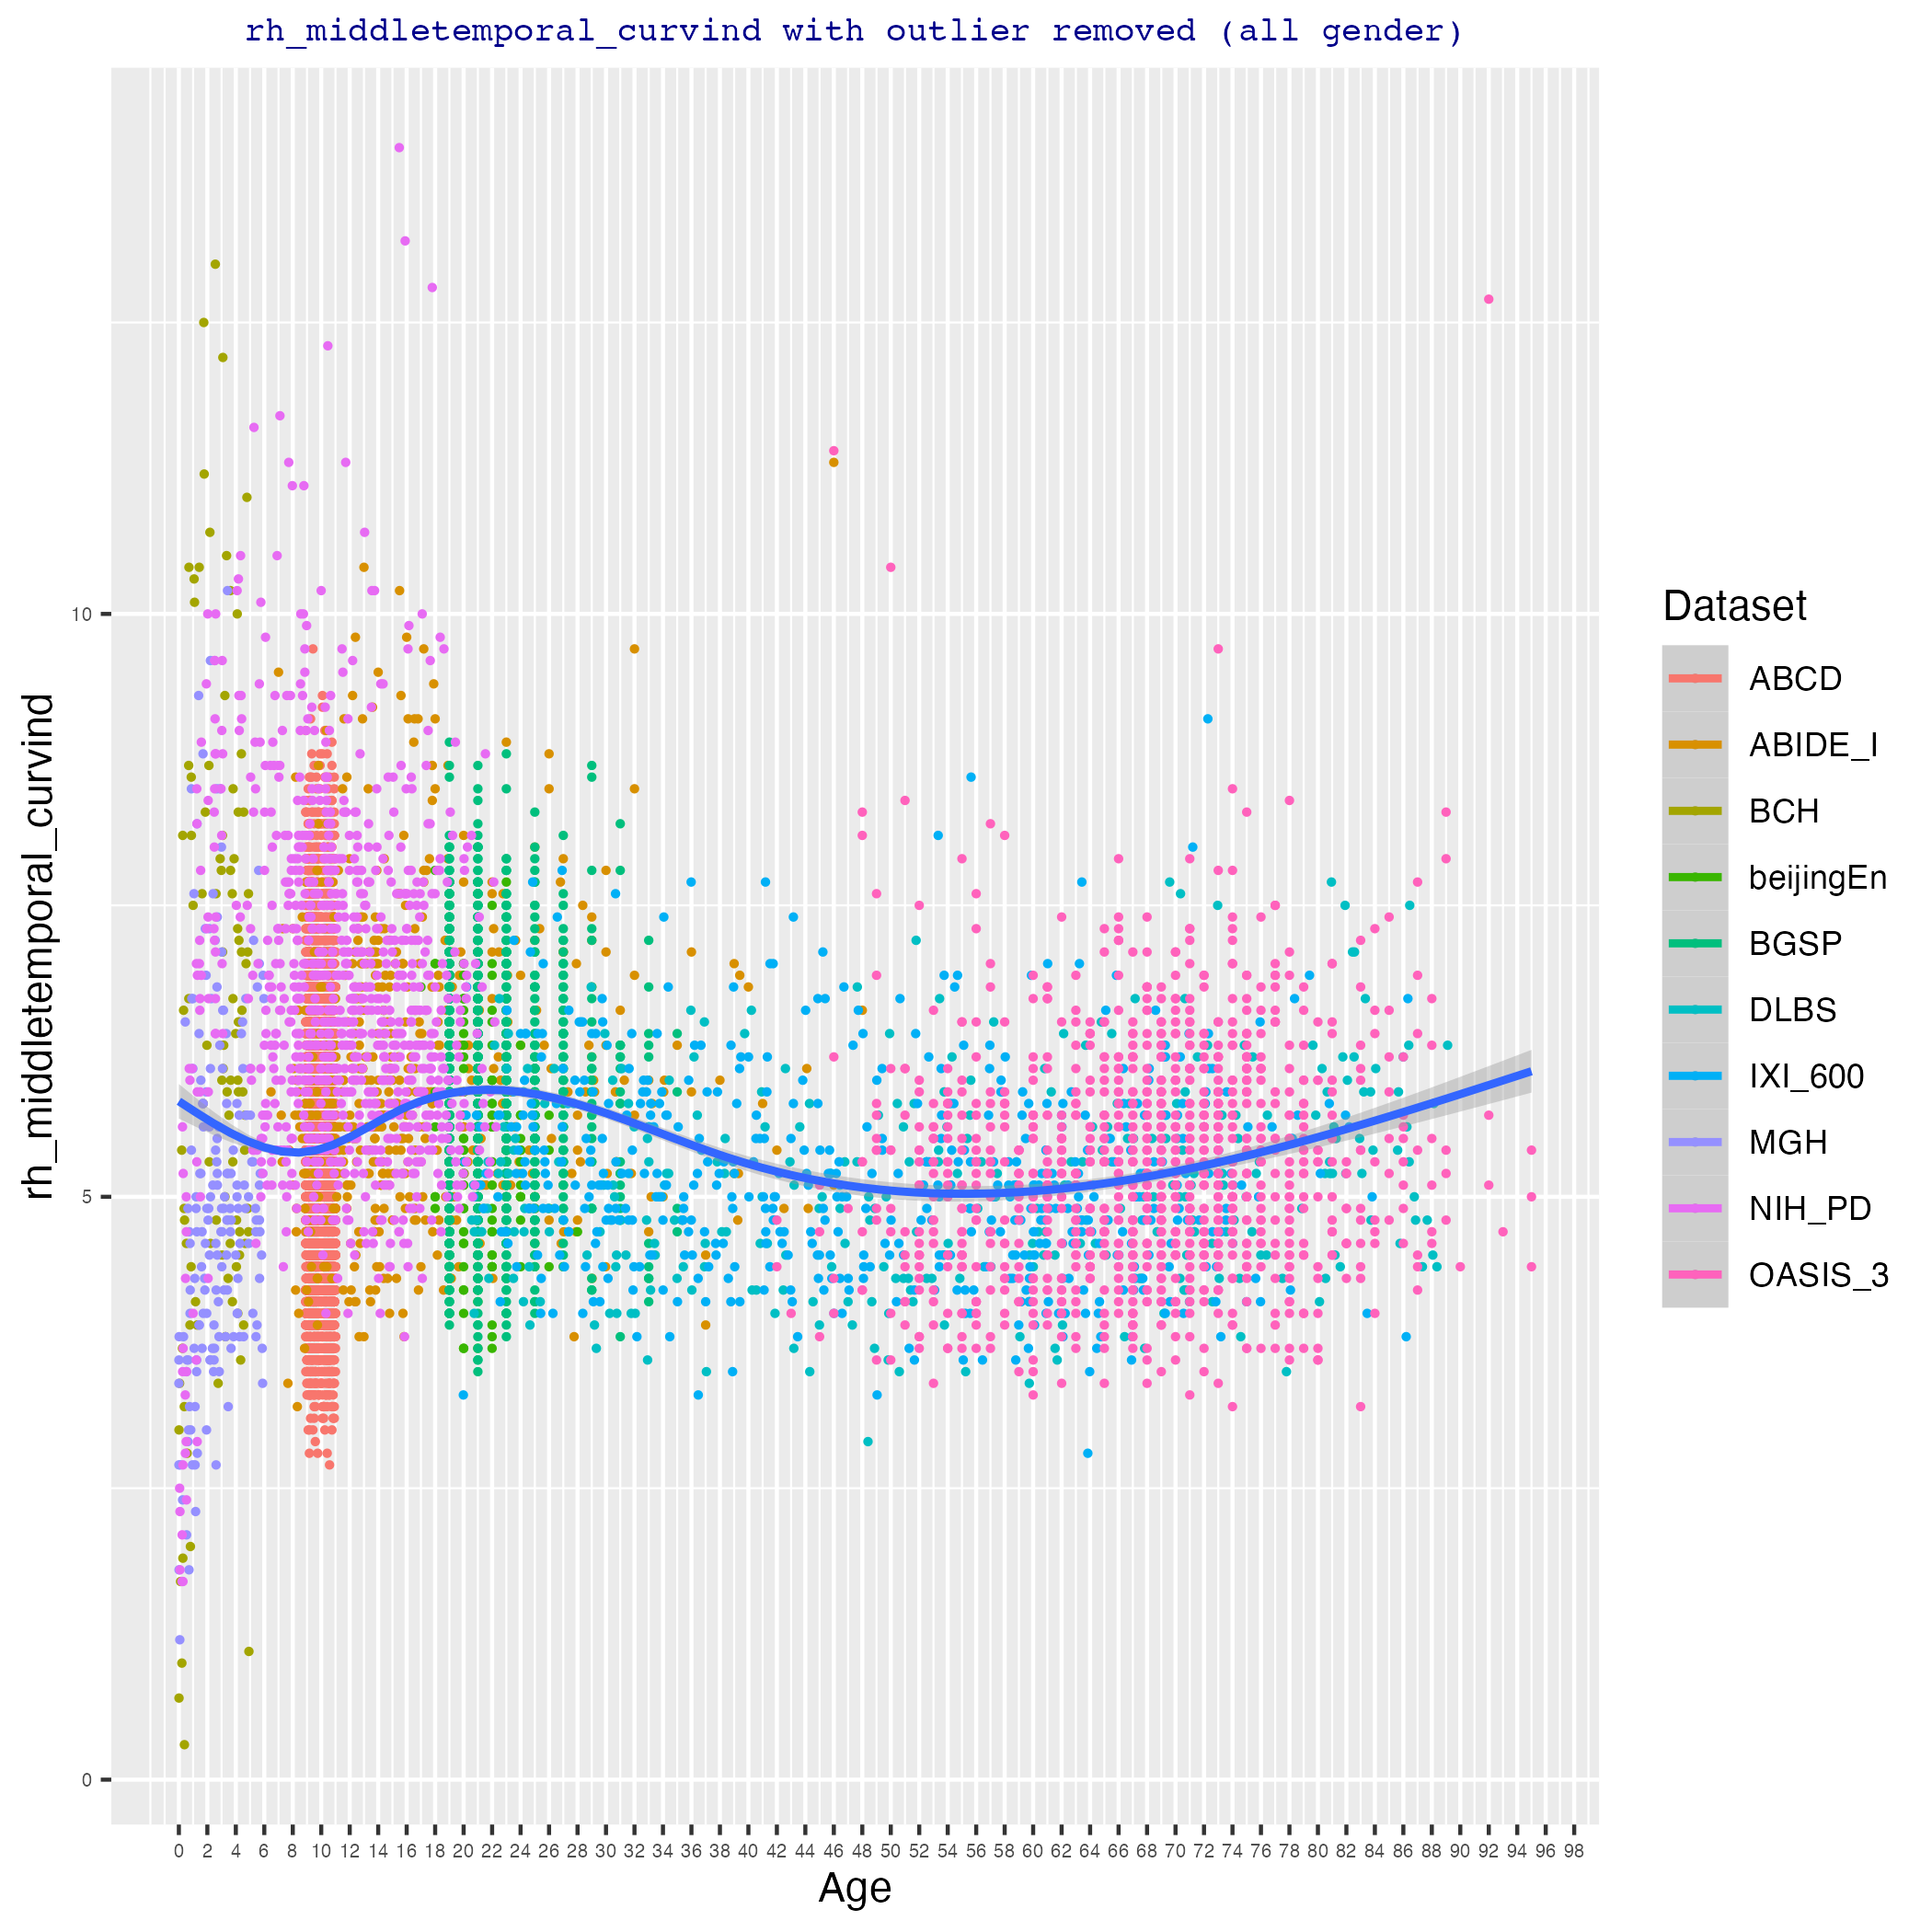 rh_middletemporal_curvind with outlier removed (all gender)
rh_middletemporal_curvind
10
5
0
0 2 4 6 8 10 12 14 16 18 20 22 24 26 28 30 32 34 36 38 40 42 44 46 48 50 52 54 56 58 60 62 64 66 68 70 72 74 76 78 80 82 84 86 88 90 92 94 96 98
Age
Dataset
ABCD
ABIDE_I
BCH
beijingEn
BGSP
DLBS
IXI_600
MGH
NIH_PD
OASIS_3